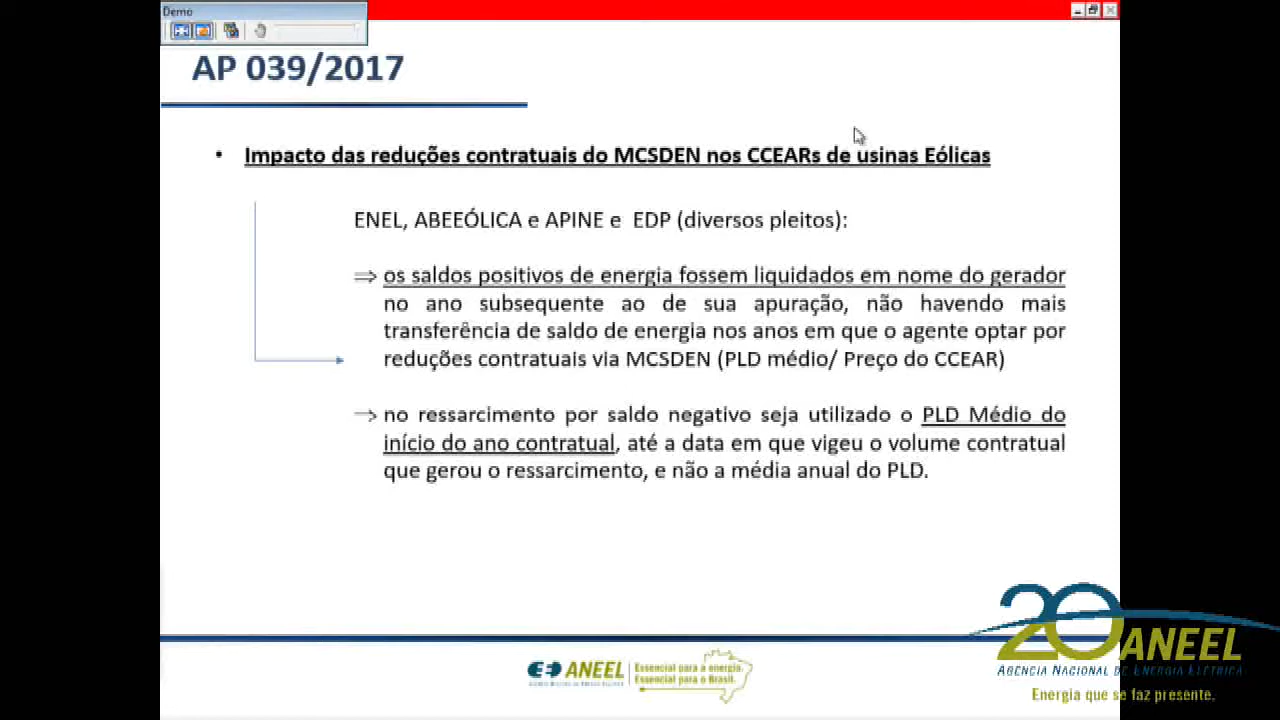 Demo
AP 039/2017
• Impacto das reduções contratuais do MCSDEN nos CCEARs de usinas Eólicas
ENEL, ABEEÓLICA e APINE e EDP (diversos pleitos):
⇒ os saldos positivos de energia fossem liquidados em nome do gerador
no ano subsequente ao de sua apuração, não havendo mais
transferência de saldo de energia nos anos em que o agente optar por
reduções contratuais via MCSDEN (PLD médio/ Preço do CCEAR)
⇒ no ressarcimento por saldo negativo seja utilizado o PLD Médio do
início do ano contratual, até a data em que vigeu o volume contratual
que gerou o ressarcimento, e não a média anual do PLD.
ANEEL
Essencial para a energia.
Essencial para o Brasil.
20 ANEEL
AGENCIA NACIONAL DE ENERGIA ELÉTRICA
Energia que se faz presente.